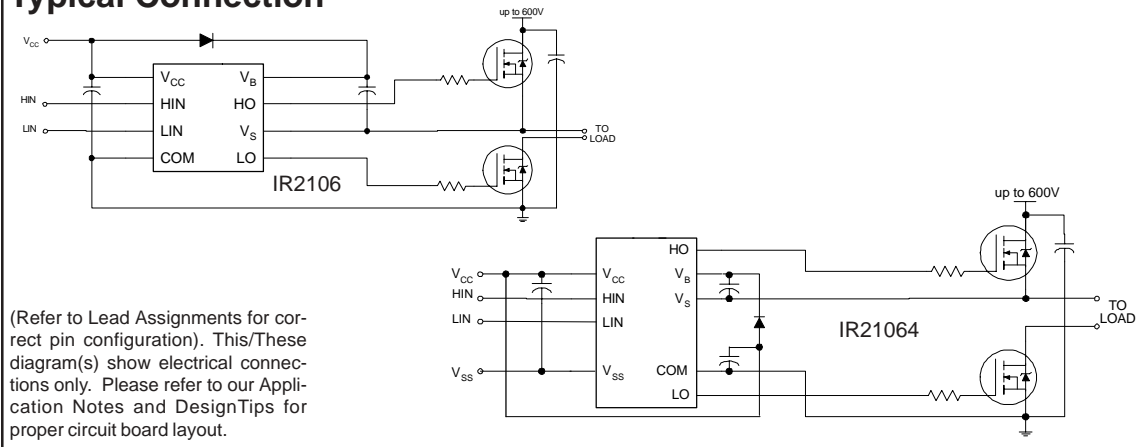 Typical Connection
up to 600V
VCC
VCC
VB
HIN
HIN
HO
LIN
LIN
VS
TO
LOAD
COM
LO
IR2106
up to 600V
HO
VCC
VCC
VB
HIN
HIN
VS
TO
LOAD
LIN
LIN
IR21064
VSS
VSS
COM
LO
(Refer to Lead Assignments for cor-
rect pin configuration). This/These
diagram(s) show electrical connec-
tions only. Please refer to our Appli-
cation Notes and DesignTips for
proper circuit board layout.